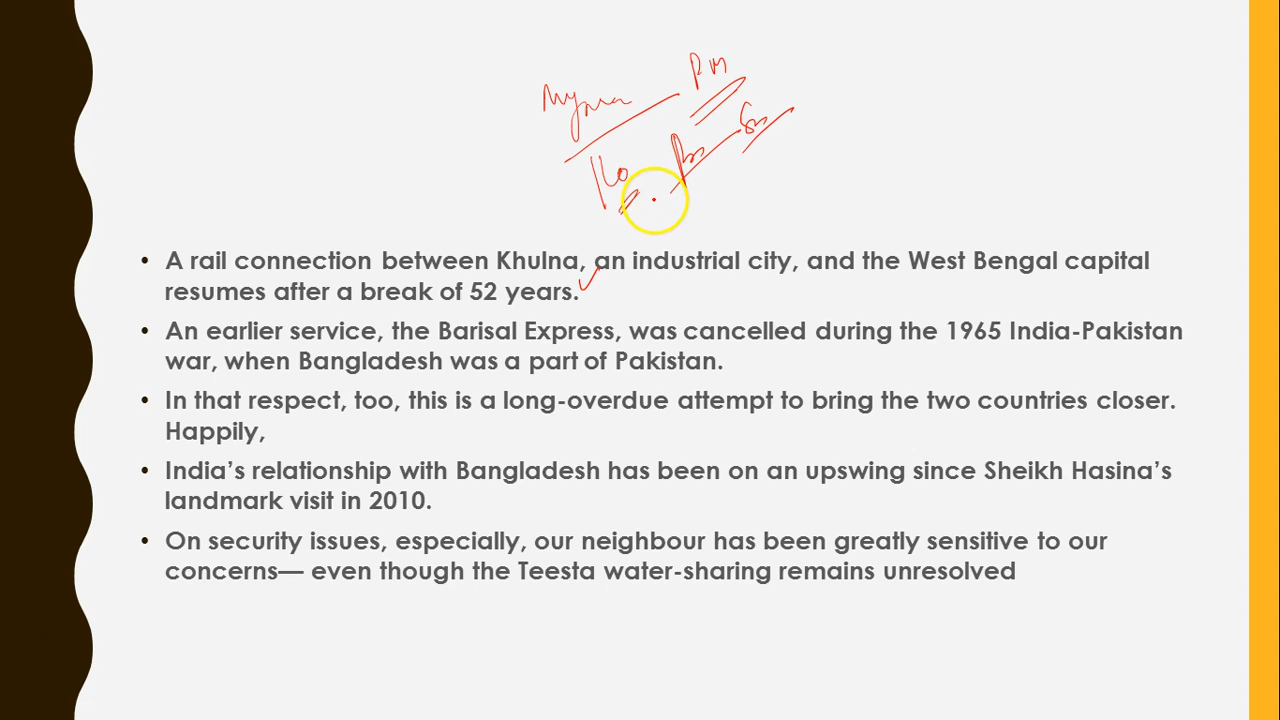 PM
• A rail connection between Khulna, an industrial city, and the West Bengal capital
resumes after a break of 52 years.
• An earlier service, the Barisal Express, was cancelled during the 1965 India-Pakistan
war, when Bangladesh was a part of Pakistan.
• In that respect, too, this is a long-overdue attempt to bring the two countries closer.
Happily,
• India’s relationship with Bangladesh has been on an upswing since Sheikh Hasina’s
landmark visit in 2010.
• On security issues, especially, our neighbour has been greatly sensitive to our
concerns— even though the Teesta water-sharing remains unresolved